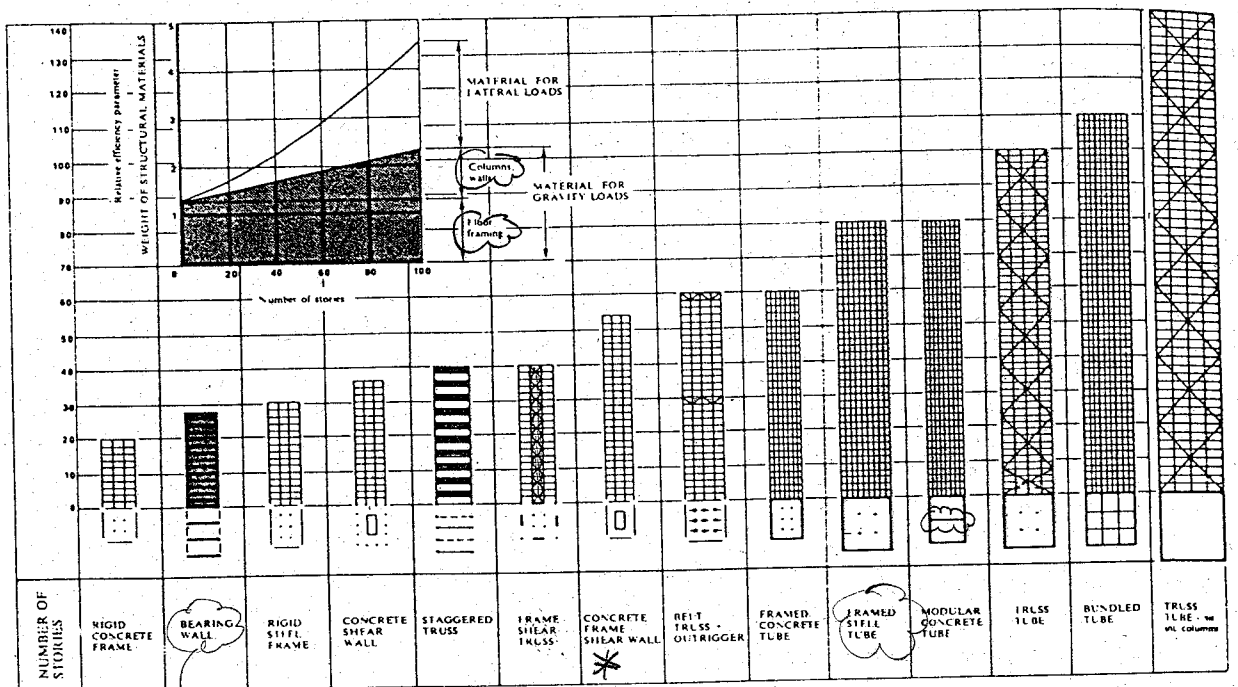 140
130
120
110
100
90
80
70
60
50
40
30
20
10
0
Relative efficiency parameter
WEIGHT OF STRUCTURAL MATERIALS
5
4
3
2
1
0 20 40 60 80 100
Number of stories
MATERIAL FOR
LATERAL LOADS
Columns,
walls
MATERIAL FOR
GRAVITY LOADS
Floor
framing
NUMBER OF
STORIES
RIGID
CONCRETE
FRAME
BEARING
WALL
RIGID
STEEL
FRAME
CONCRETE
SHEAR
WALL
STAGGERED
TRUSS
FRAME
SHEAR
TRUSS
CONCRETE
FRAME
SHEAR WALL
BELT
TRUSS -
OUTRIGGER
FRAMED
CONCRETE
TUBE
FRAMED
STEEL
TUBE
MODULAR
CONCRETE
TUBE
TRUSS
TUBE
BUNDLED
TUBE
TRUSS
TUBE
columns